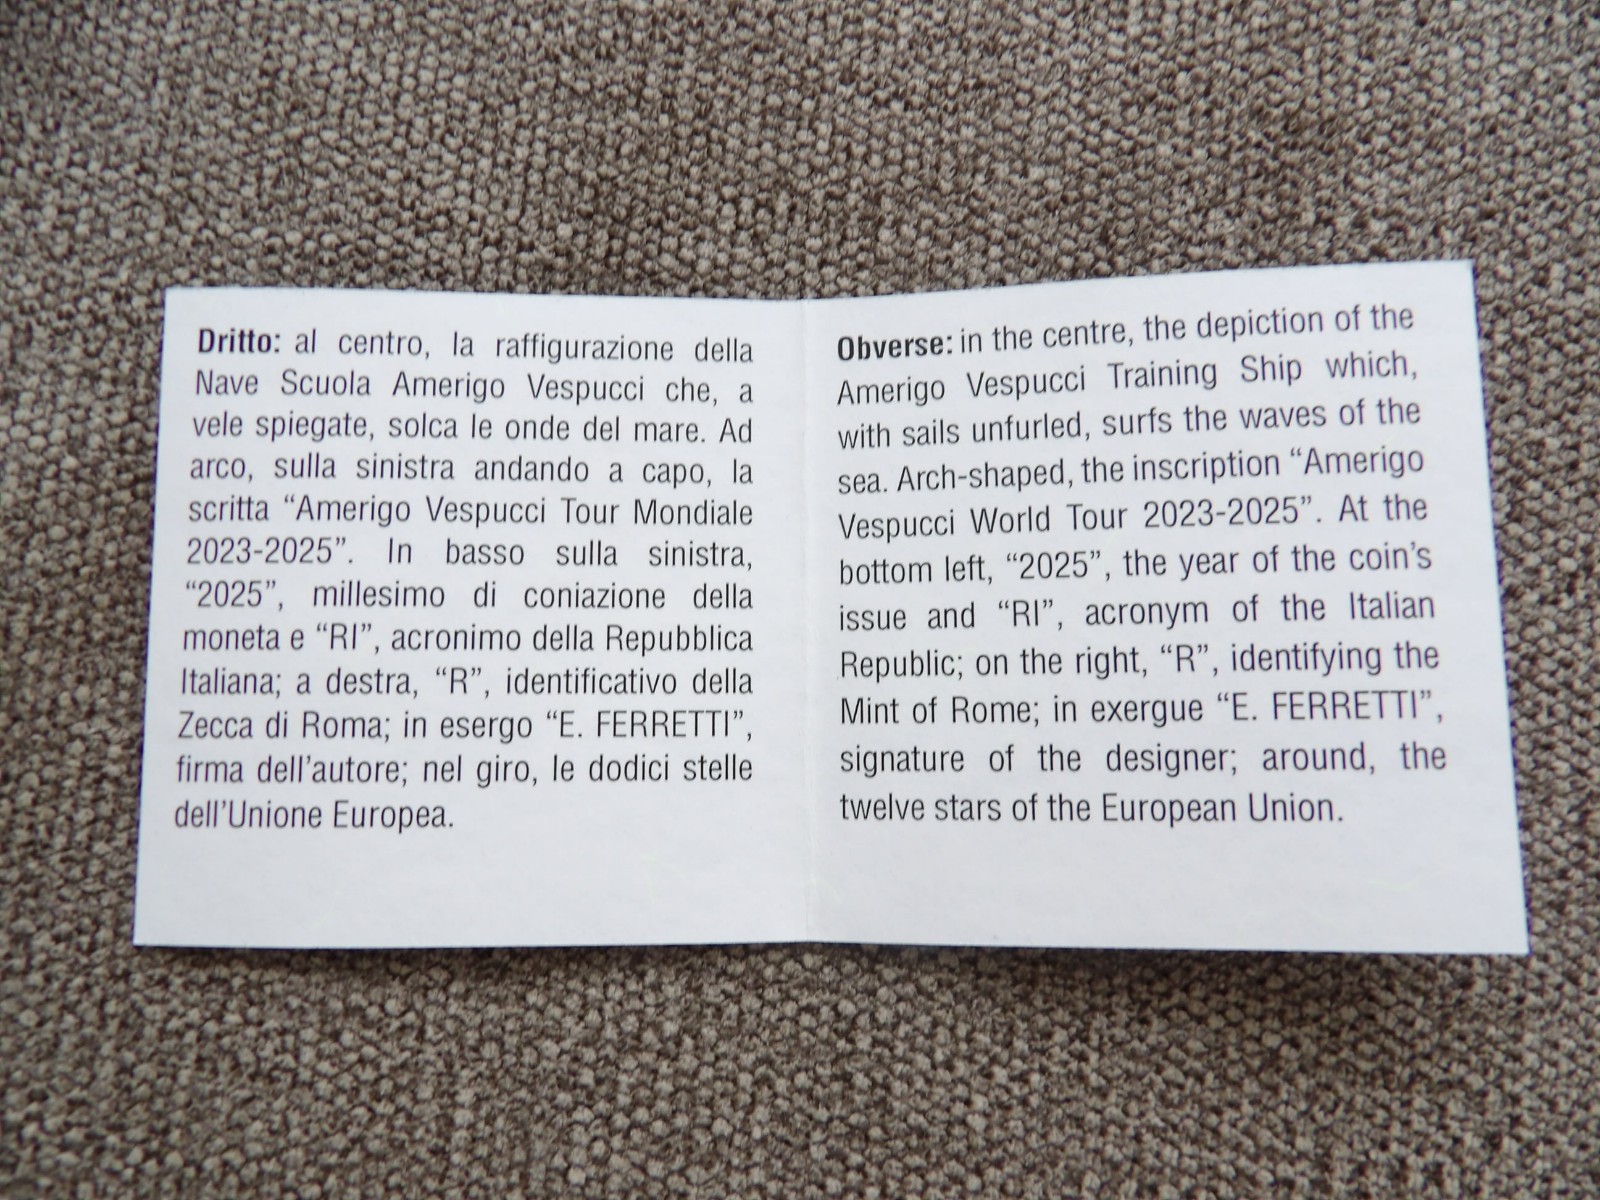 Dritto: al centro, la raffigurazione della
Nave Scuola Amerigo Vespucci che, a
vele spiegate, solca le onde del mare. Ad
arco, sulla sinistra andando a capo, la
scritta “Amerigo Vespucci Tour Mondiale
2023-2025”. In basso sulla sinistra,
“2025”, millesimo di coniazione della
moneta e “RI”, acronimo della Repubblica
Italiana; a destra, “R”, identificativo della
Zecca di Roma; in esergo “E. FERRETTI”,
firma dell’autore; nel giro, le dodici stelle
dell’Unione Europea.
Obverse: in the centre, the depiction of the
Amerigo Vespucci Training Ship which,
with sails unfurled, surfs the waves of the
sea. Arch-shaped, the inscription “Amerigo
Vespucci World Tour 2023-2025”. At the
bottom left, “2025”, the year of the coin’s
issue and “RI”, acronym of the Italian
Republic; on the right, “R”, identifying the
Mint of Rome; in exergue “E. FERRETTI”,
signature of the designer; around, the
twelve stars of the European Union.